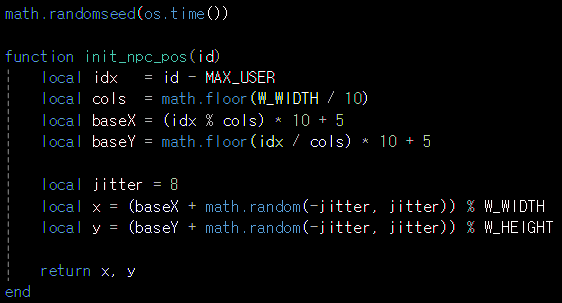 math.randomseed(os.time())
function init_npc_pos(id)
local idx = id - MAX_USER
local cols = math.floor(W_WIDTH / 10)
local baseX = (idx % cols) * 10 + 5
local baseY = math.floor(idx / cols) * 10 + 5
local jitter = 8
local x = (baseX + math.random(-jitter, jitter)) % W_WIDTH
local y = (baseY + math.random(-jitter, jitter)) % W_HEIGHT
return x, y
end